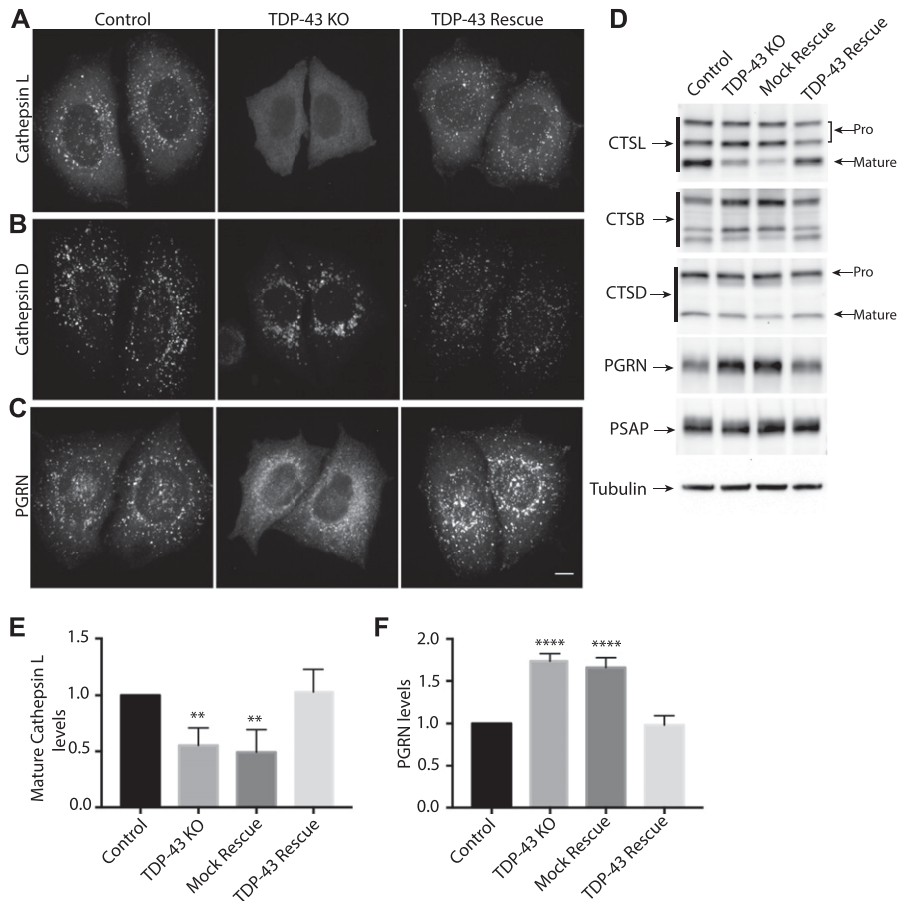 A
Control
TDP-43 KO
TDP-43 Rescue
Cathepsin L
B
Cathepsin D
C
PGRN
D
Control
TDP-43 KO
Mock Rescue
TDP-43 Rescue
CTSL
Pro
Mature
CTSB
CTSD
Pro
Mature
PGRN
PSAP
Tubulin
E
Mature Cathepsin L
levels
1.5
1.0
0.5
0.0
**
**
Control
TDP-43 KO
Mock Rescue
TDP-43 Rescue
F
PGRN levels
2.0
1.5
1.0
0.5
0.0
****
****
Control
TDP-43 KO
Mock Rescue
TDP-43 Rescue